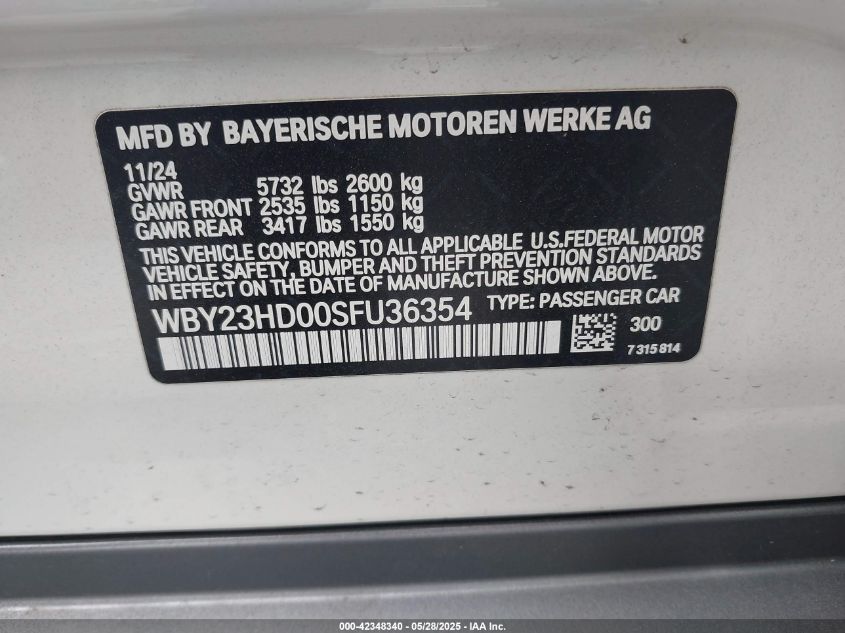 MFD BY BAYERISCHE MOTOREN WERKE AG
11/24
GVWR 5732 lbs 2600 kg
GAWR FRONT 2535 lbs 1150 kg
GAWR REAR 3417 lbs 1550 kg
THIS VEHICLE CONFORMS TO ALL APPLICABLE U.S.FEDERAL MOTOR
VEHICLE SAFETY, BUMPER AND THEFT PREVENTION STANDARDS
IN EFFECT ON THE DATE OF MANUFACTURE SHOWN ABOVE.
WBY23HD00SFU36354 TYPE: PASSENGER CAR
300
7315814
000-42348340 - 05/28/2025 - IAA Inc.